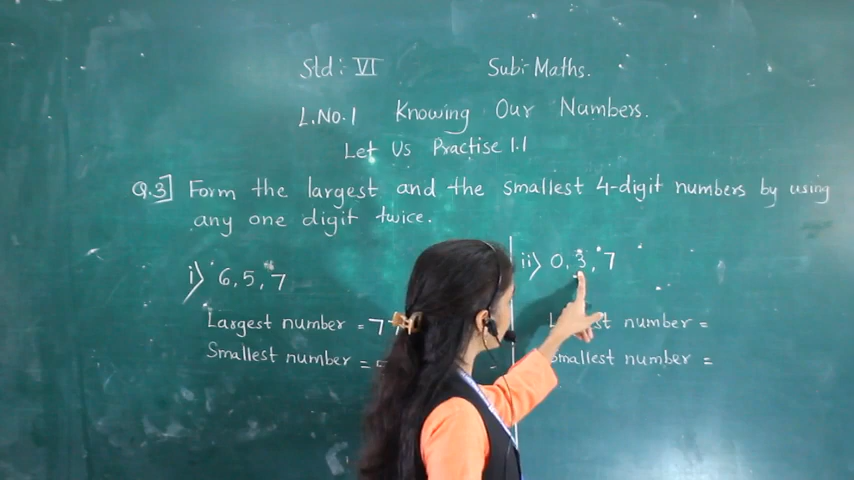 Std : VI Sub:- Maths.
L.No.1 Knowing Our Numbers.
Let Us Practise 1.1
Q.3] Form the largest and the smallest 4-digit numbers by using
any one digit twice.
i) 6, 5, 7
Largest number = 77
Smallest number =
ii) 0, 3, 7
number =
Smallest number =